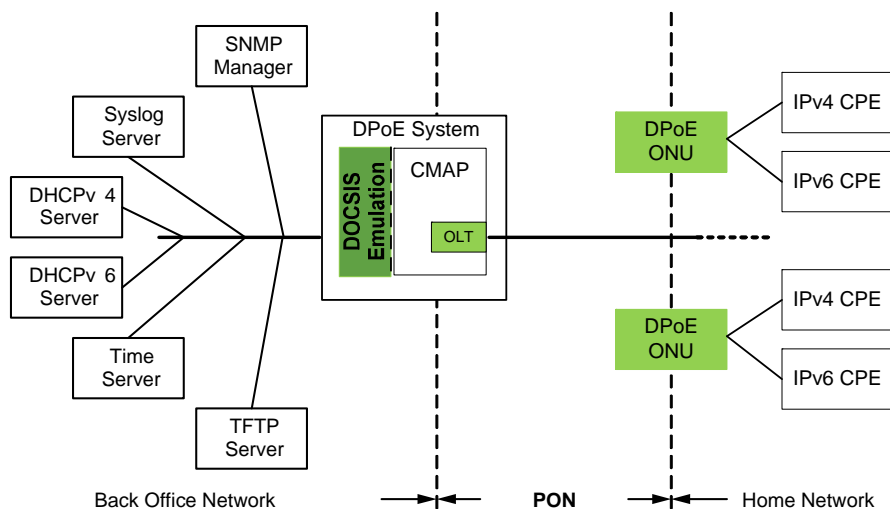 SNMP
Manager
Syslog
Server
DHCPv 4
Server
DHCPv 6
Server
Time
Server
TFTP
Server
DPoE System
DOCSIS
Emulation
CMAP
OLT
DPoE
ONU
IPv4 CPE
IPv6 CPE
DPoE
ONU
IPv4 CPE
IPv6 CPE
Back Office Network
PON
Home Network